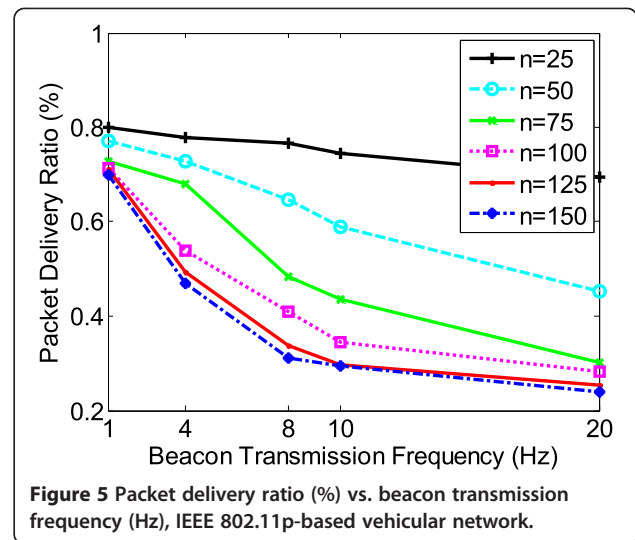 1
0.8
0.6
0.4
0.2
Packet Delivery Ratio (%)
n=25
n=50
n=75
n=100
n=125
n=150
1 4 8 10 20
Beacon Transmission Frequency (Hz)
Figure 5 Packet delivery ratio (%) vs. beacon transmission
frequency (Hz), IEEE 802.11p-based vehicular network.